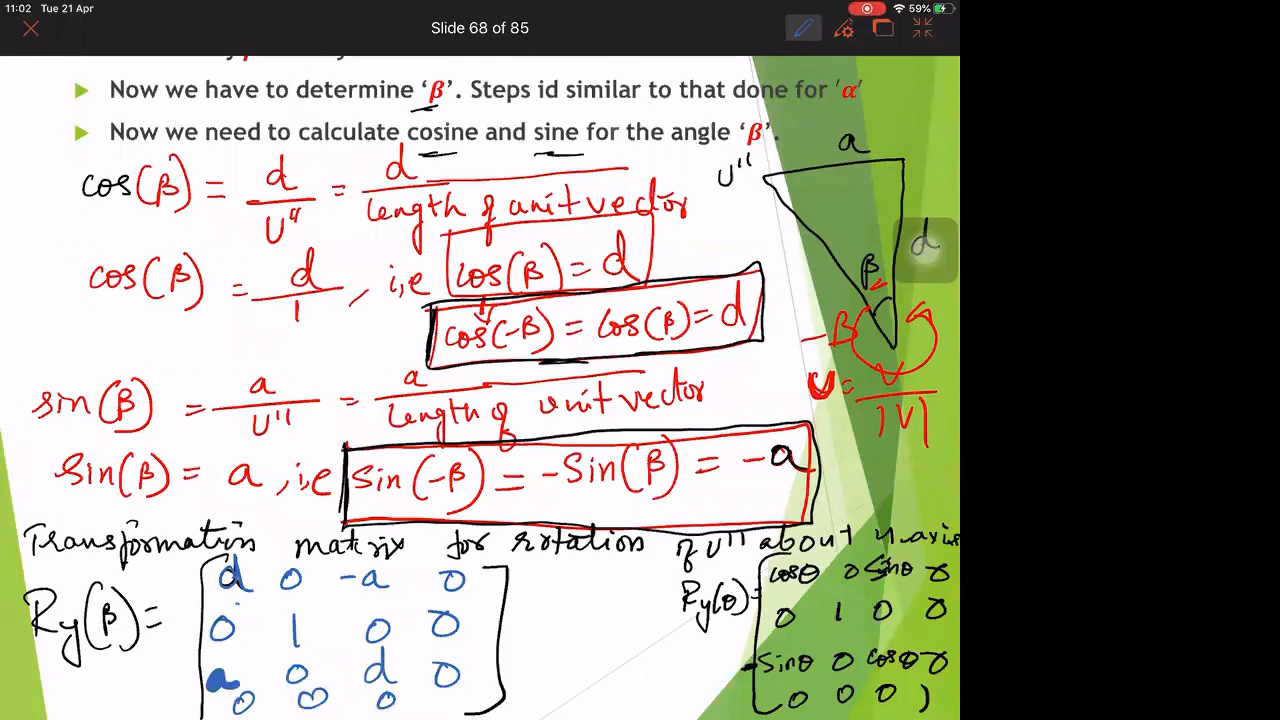 11:02 Tue 21 Apr
59%
Slide 68 of 85
Now we have to determine ‘β’. Steps id similar to that done for ‘α’
Now we need to calculate cosine and sine for the angle ‘β’.
cos(β) = d/U'' = d/length of unit vector
cos(β) = d/1 , i,e cos(β) = d
cos(-β) = cos(β) = d
sin(β) = a/U'' = a/length of unit vector
sin(β) = a , i,e Sin(-β) = -Sin(β) = -a
U'' a
d
β
-β
U = V/|V|
Transformation matrix for rotation of U'' about y axis
Ry(β) =
d 0 -a 0
0 1 0 0
a 0 d 0
0 0 0
Ry(θ) =
cosθ 0 sinθ 0
0 1 0 0
-sinθ 0 cosθ 0
0 0 0 )